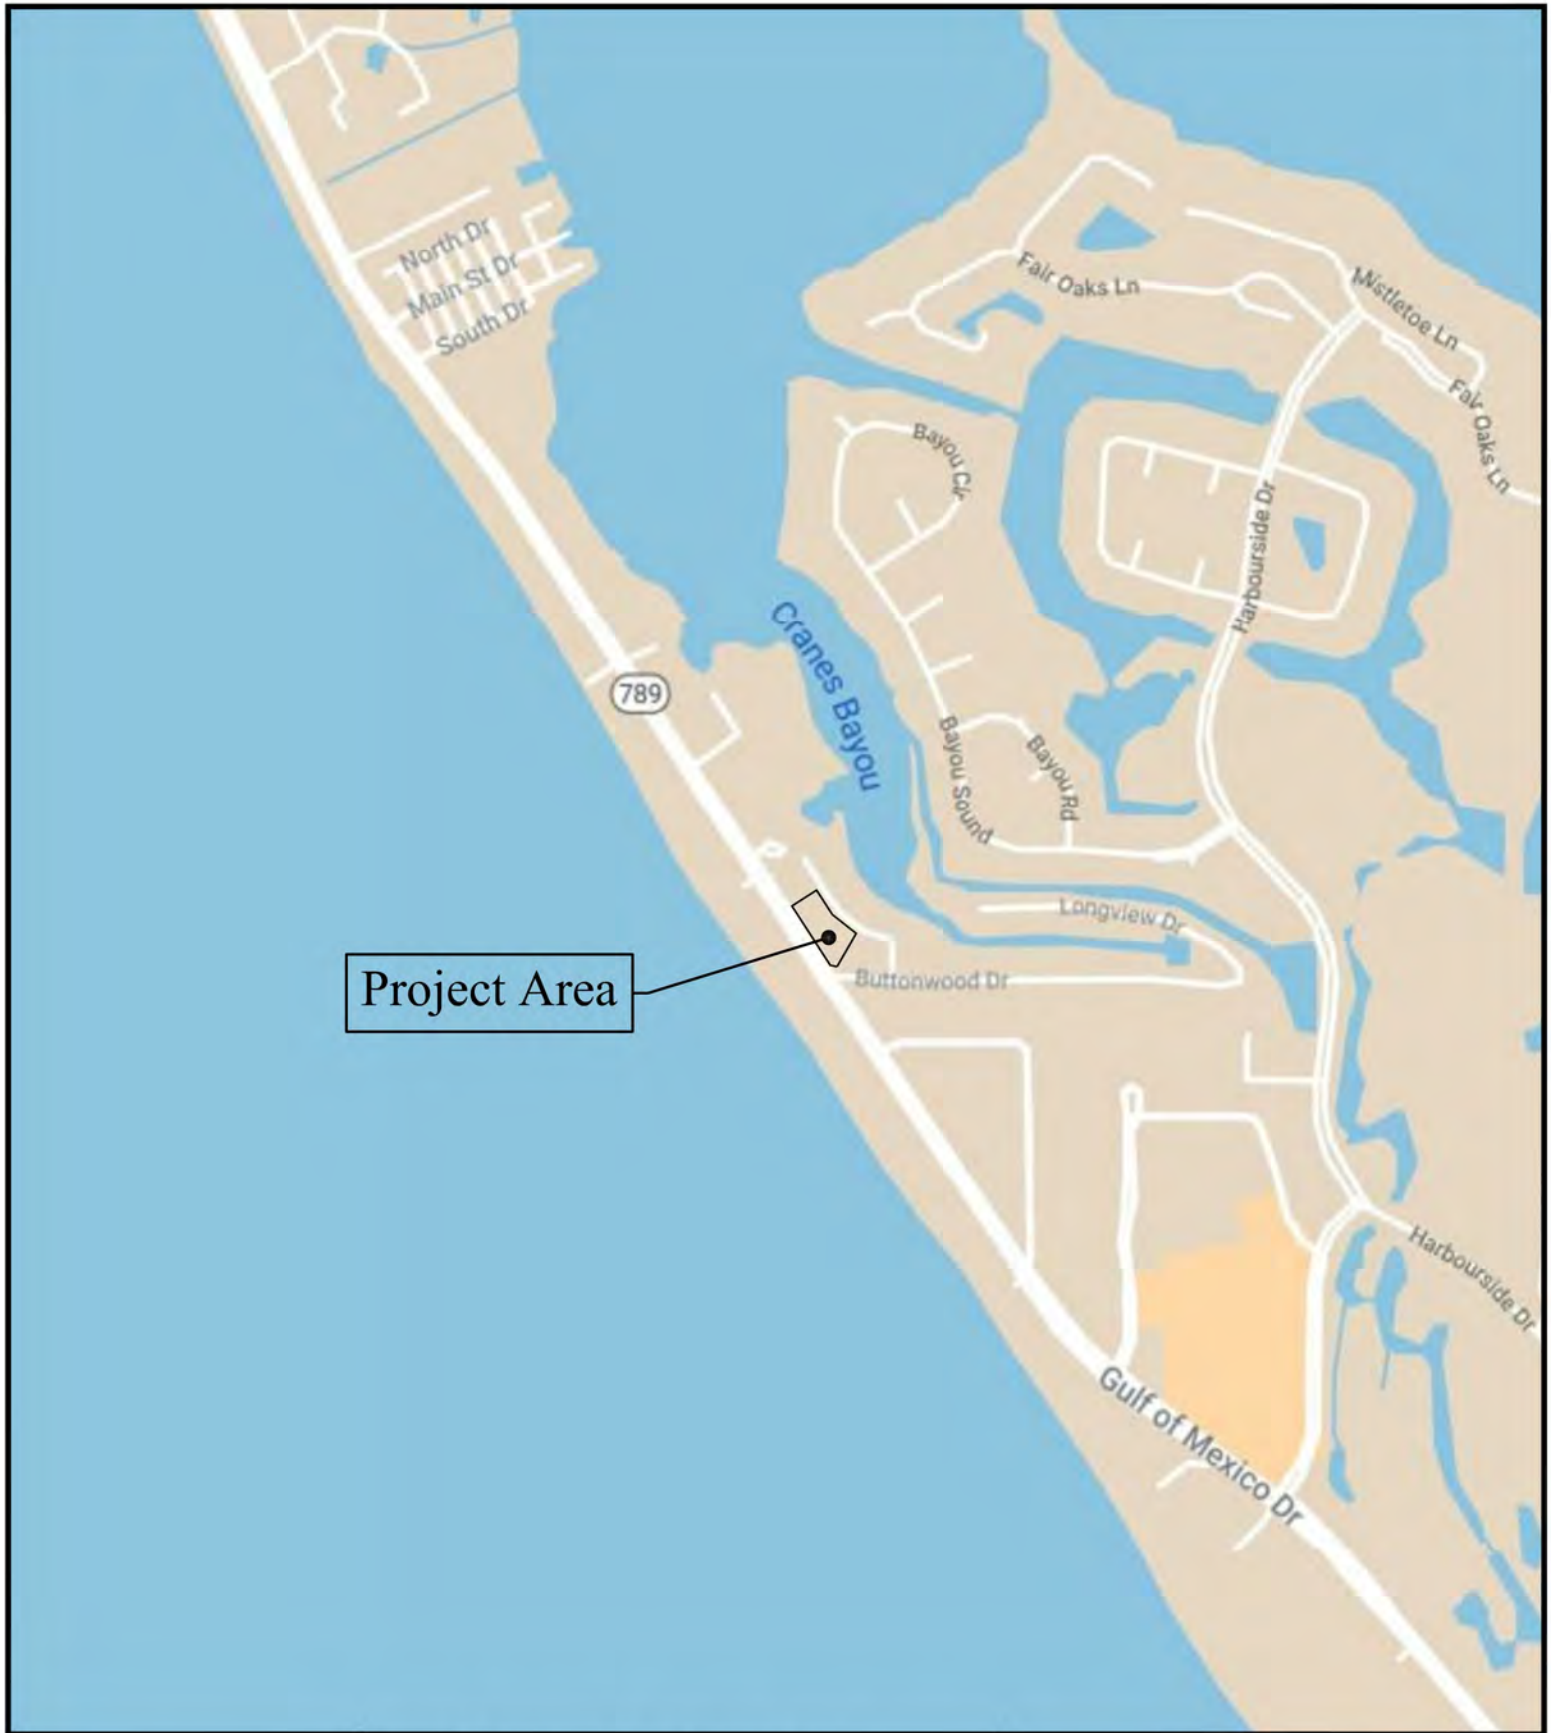 North Dr
Main St Dr
South Dr
Fair Oaks Ln
Mistletoe Ln
Fair Oaks Ln
Bayou Cir
Harbourside Dr
Cranes Bayou
789
Bayou Sound
Bayou Rd
Longview Dr
Project Area
Buttonwood Dr
Harbourside Dr
Gulf of Mexico Dr